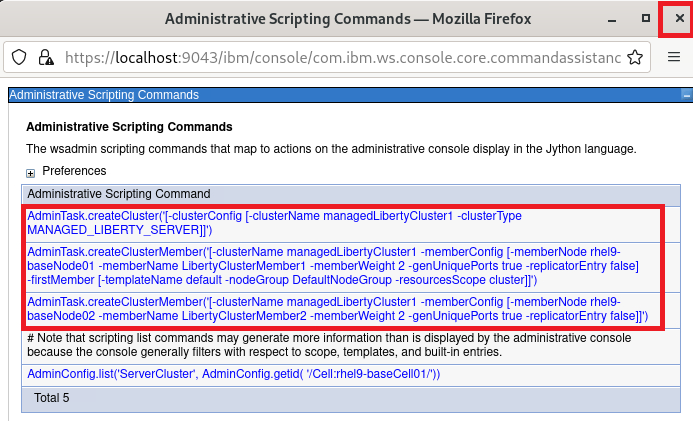 Administrative Scripting Commands — Mozilla Firefox
https://localhost:9043/ibm/console/com.ibm.ws.console.core.commandassistanc
Administrative Scripting Commands
Administrative Scripting Commands
The wsadmin scripting commands that map to actions on the administrative console display in the Jython language.
Preferences
Administrative Scripting Command
AdminTask.createCluster('[-clusterConfig [-clusterName managedLibertyCluster1 -clusterType
MANAGED_LIBERTY_SERVER]]')
AdminTask.createClusterMember('[-clusterName managedLibertyCluster1 -memberConfig [-memberNode rhel9-
baseNode01 -memberName LibertyClusterMember1 -memberWeight 2 -genUniquePorts true -replicatorEntry false]
-firstMember [-templateName default -nodeGroup DefaultNodeGroup -resourcesScope cluster]]')
AdminTask.createClusterMember('[-clusterName managedLibertyCluster1 -memberConfig [-memberNode rhel9-
baseNode02 -memberName LibertyClusterMember2 -memberWeight 2 -genUniquePorts true -replicatorEntry false]]')
# Note that scripting list commands may generate more information than is displayed by the administrative console
because the console generally filters with respect to scope, templates, and built-in entries.
AdminConfig.list('ServerCluster', AdminConfig.getid( '/Cell:rhel9-baseCell01/'))
Total 5